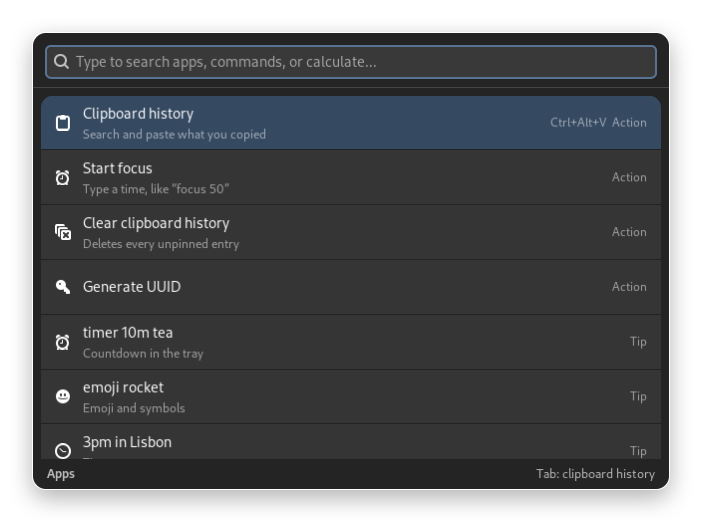 Type to search apps, commands, or calculate...
Clipboard history
Search and paste what you copied
Ctrl+Alt+V Action
Start focus
Type a time, like “focus 50”
Action
Clear clipboard history
Deletes every unpinned entry
Action
Generate UUID
Action
timer 10m tea
Countdown in the tray
Tip
emoji rocket
Emoji and symbols
Tip
3pm in Lisbon
Tip
Apps
Tab: clipboard history